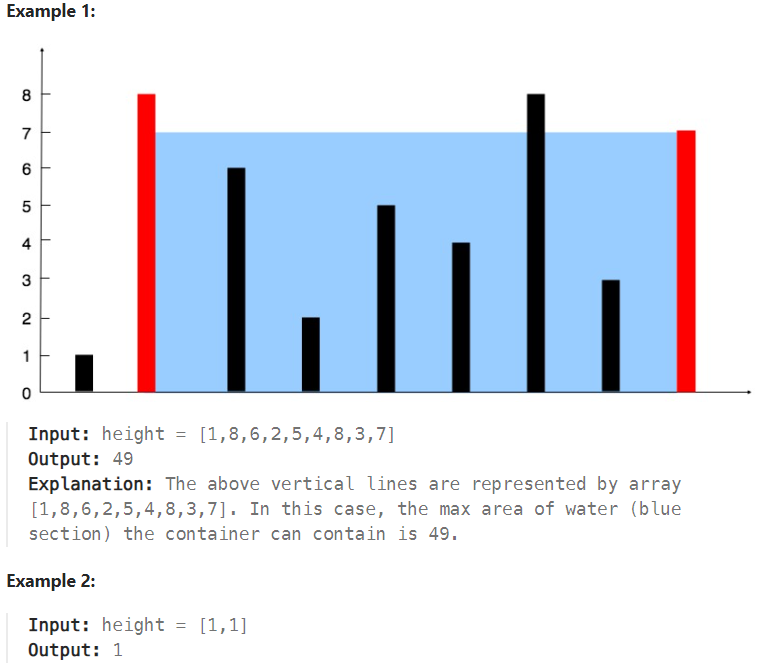 Example 1:
8
7
6
5
4
3
2
1
0
Input: height = [1,8,6,2,5,4,8,3,7]
Output: 49
Explanation: The above vertical lines are represented by array
[1,8,6,2,5,4,8,3,7]. In this case, the max area of water (blue
section) the container can contain is 49.
Example 2:
Input: height = [1,1]
Output: 1